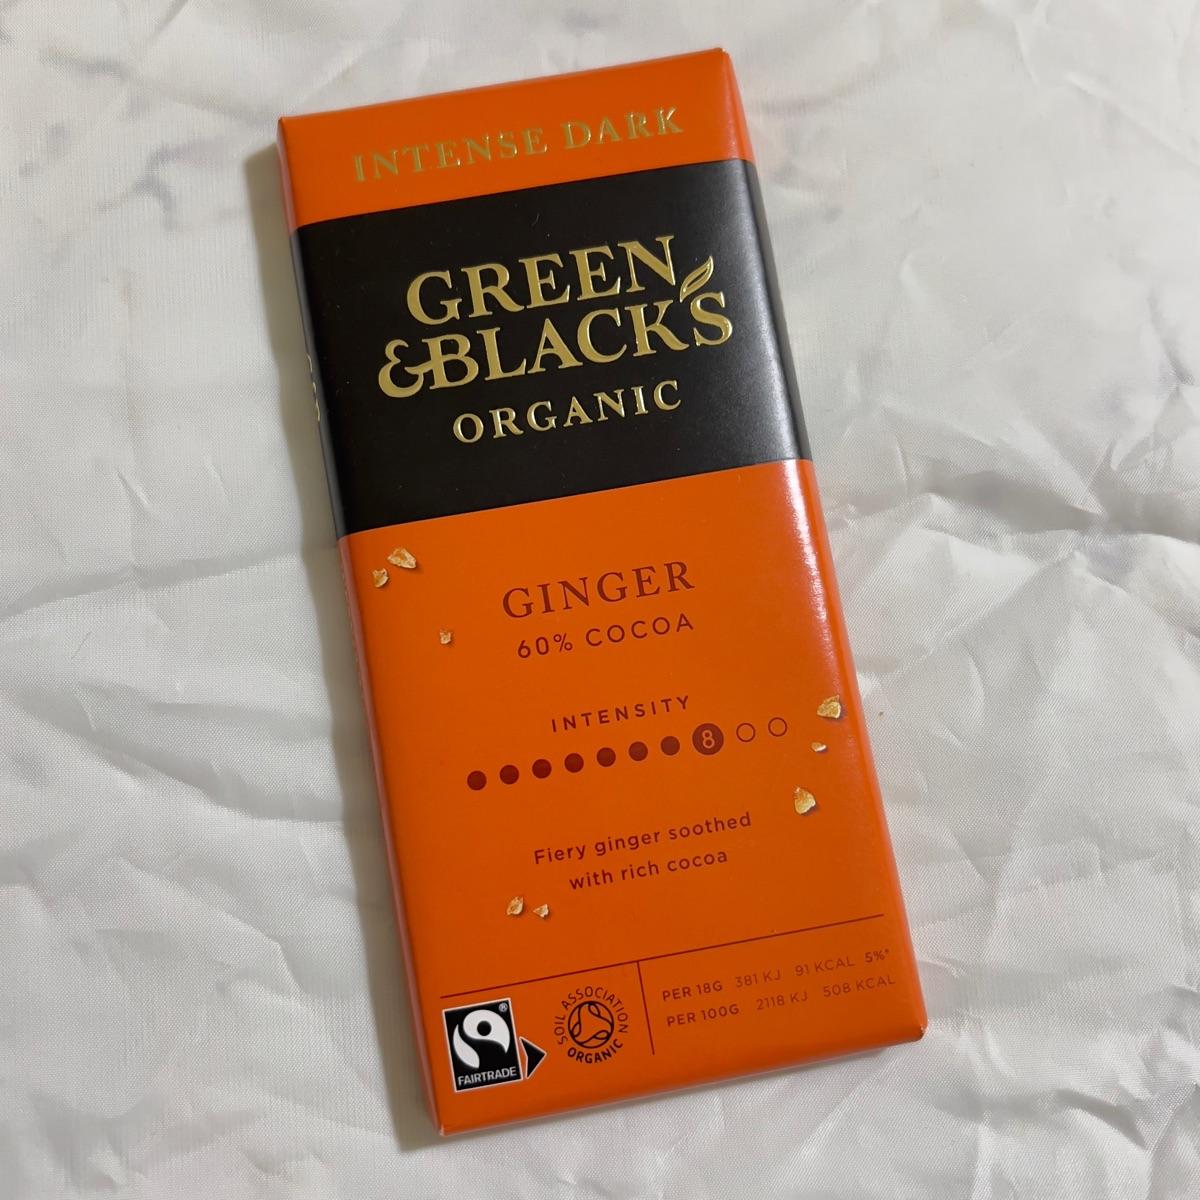 INTENSE DARK
GREEN
&BLACK'S
ORGANIC
GINGER
60% COCOA
INTENSITY
8
Fiery ginger soothed
with rich cocoa
FAIRTRADE
®
SOIL ASSOCIATION
ORGANIC
PER 18G 381 KJ 91 KCAL 5%*
PER 100G 2118 KJ 508 KCAL